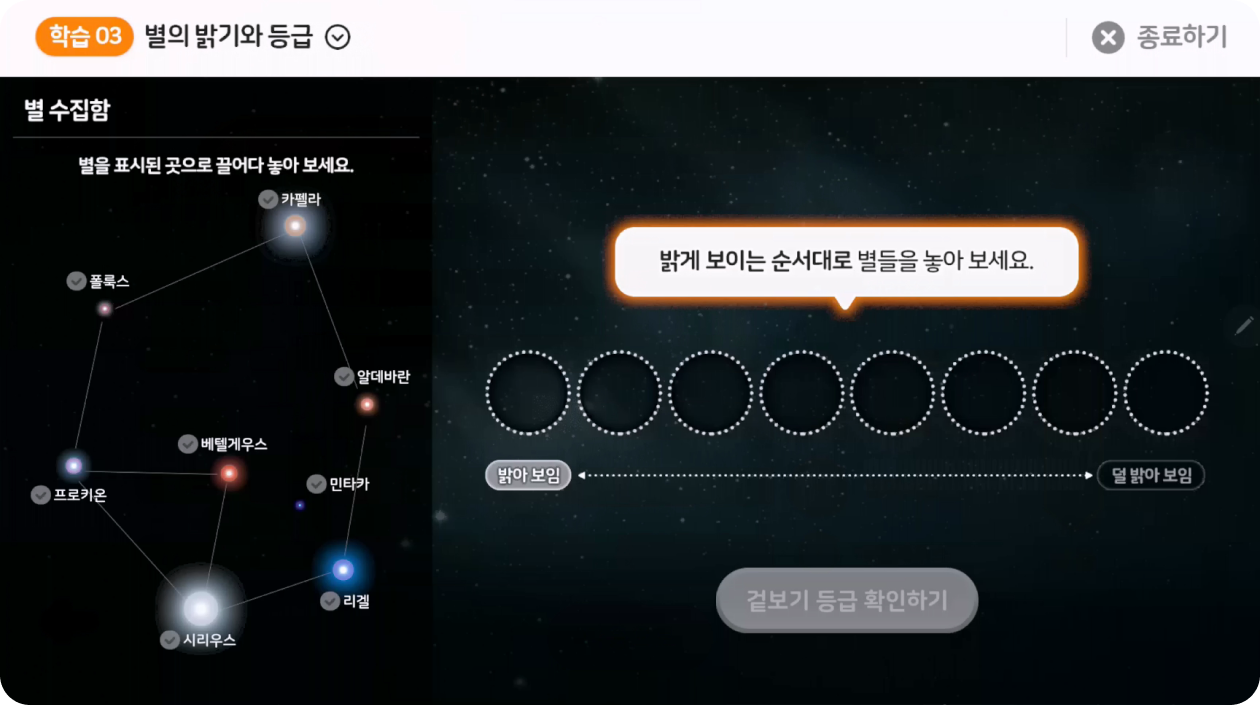 학습 03 별의 밝기와 등급
종료하기
별 수집함
별을 표시된 곳으로 끌어다 놓아 보세요.
카펠라
폴룩스
알데바란
베텔게우스
민타카
프로키온
리겔
시리우스
밝게 보이는 순서대로 별들을 놓아 보세요.
밝아 보임
덜 밝아 보임
겉보기 등급 확인하기